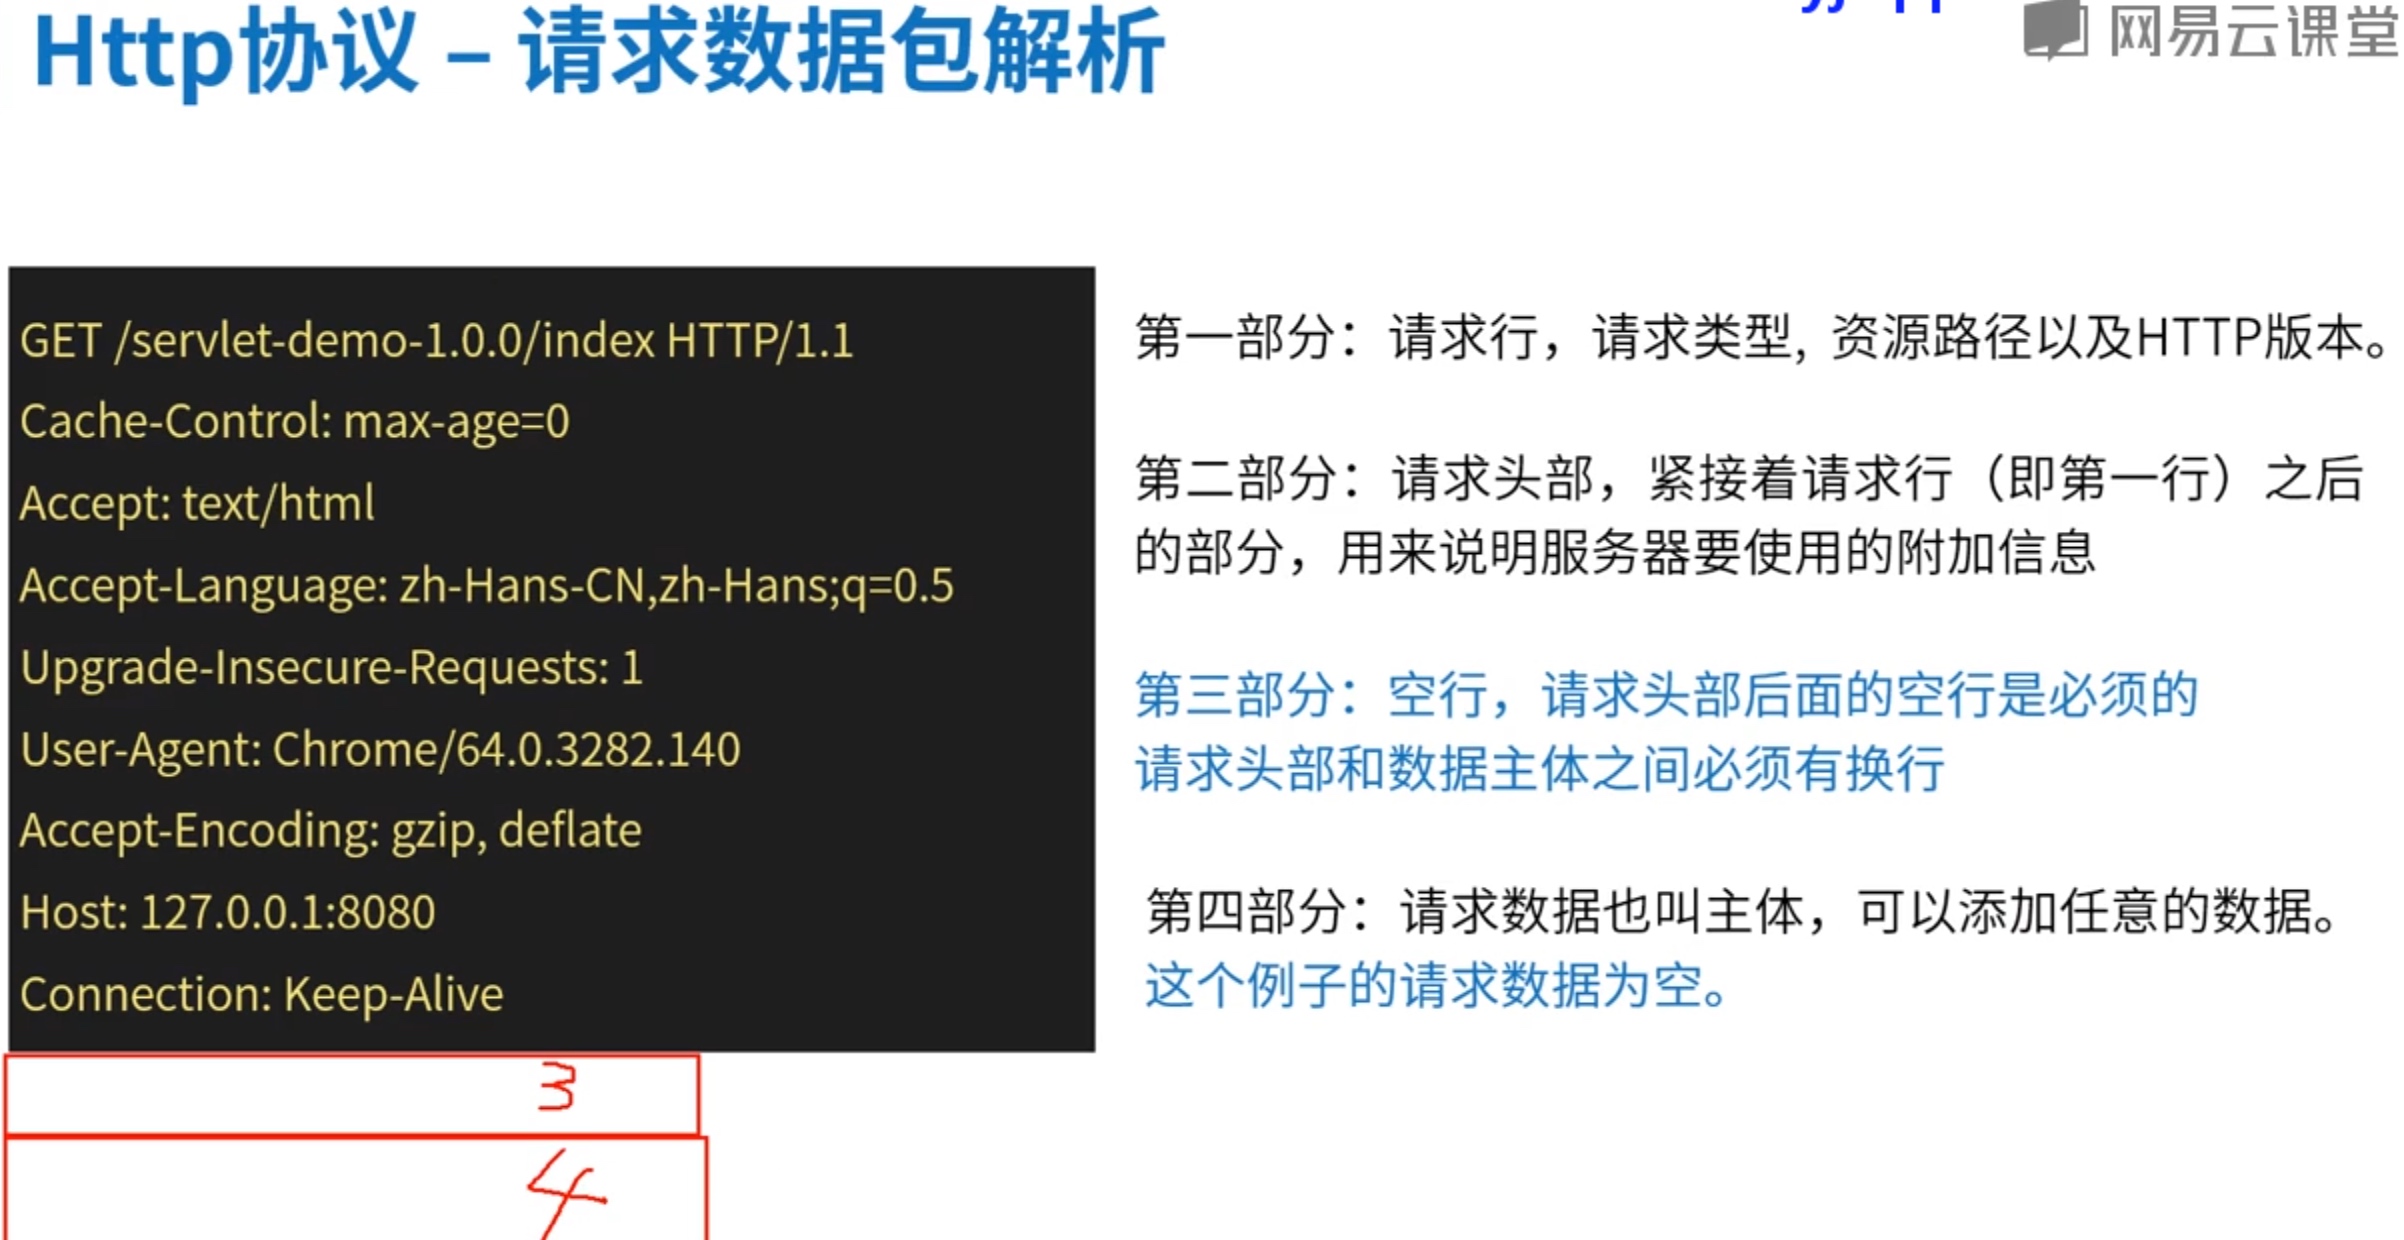 Http协议 – 请求数据包解析
网易云课堂
GET /servlet-demo-1.0.0/index HTTP/1.1
Cache-Control: max-age=0
Accept: text/html
Accept-Language: zh-Hans-CN,zh-Hans;q=0.5
Upgrade-Insecure-Requests: 1
User-Agent: Chrome/64.0.3282.140
Accept-Encoding: gzip, deflate
Host: 127.0.0.1:8080
Connection: Keep-Alive
第一部分：请求行，请求类型, 资源路径以及HTTP版本。
第二部分：请求头部，紧接着请求行（即第一行）之后
的部分，用来说明服务器要使用的附加信息
第三部分：空行，请求头部后面的空行是必须的
请求头部和数据主体之间必须有换行
第四部分：请求数据也叫主体，可以添加任意的数据。
这个例子的请求数据为空。
3
4